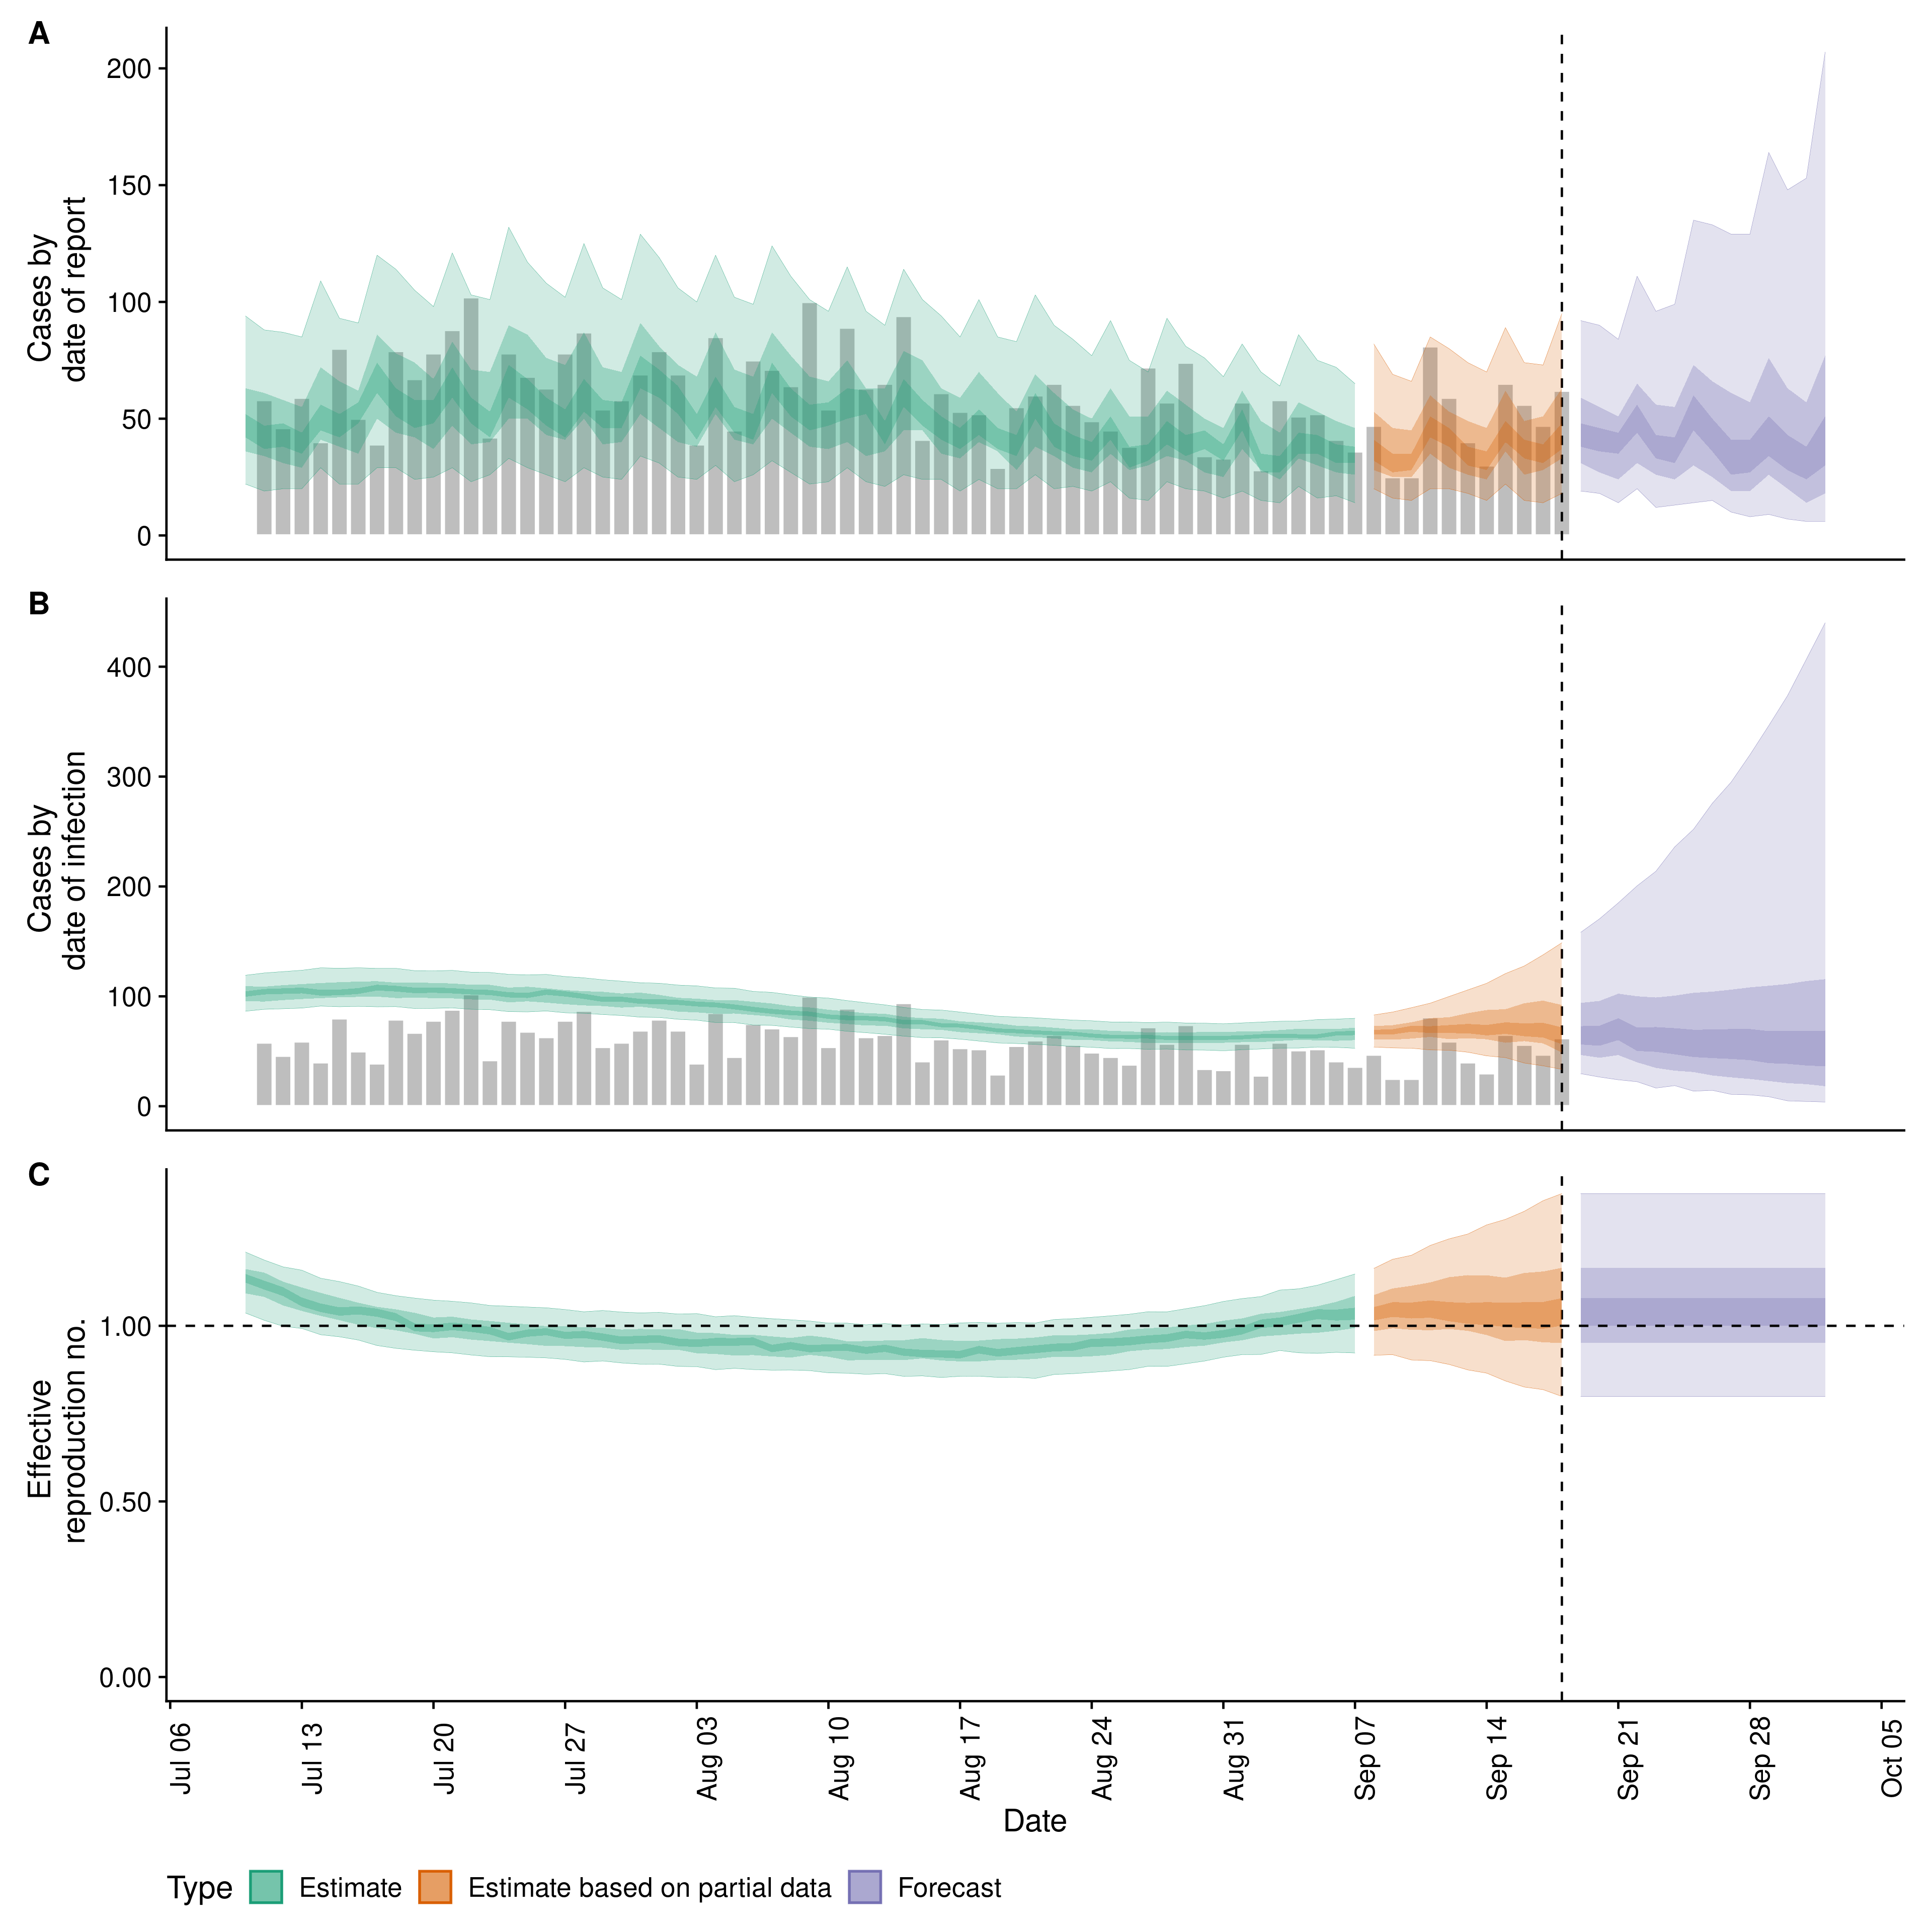 A
Cases by
date of report
200
150
100
50
0
B
Cases by
date of infection
400
300
200
100
0
C
Effective
reproduction no.
1.00
0.50
0.00
Jul 06
Jul 13
Jul 20
Jul 27
Aug 03
Aug 10
Aug 17
Aug 24
Aug 31
Sep 07
Sep 14
Sep 21
Sep 28
Oct 05
Date
Type Estimate Estimate based on partial data Forecast